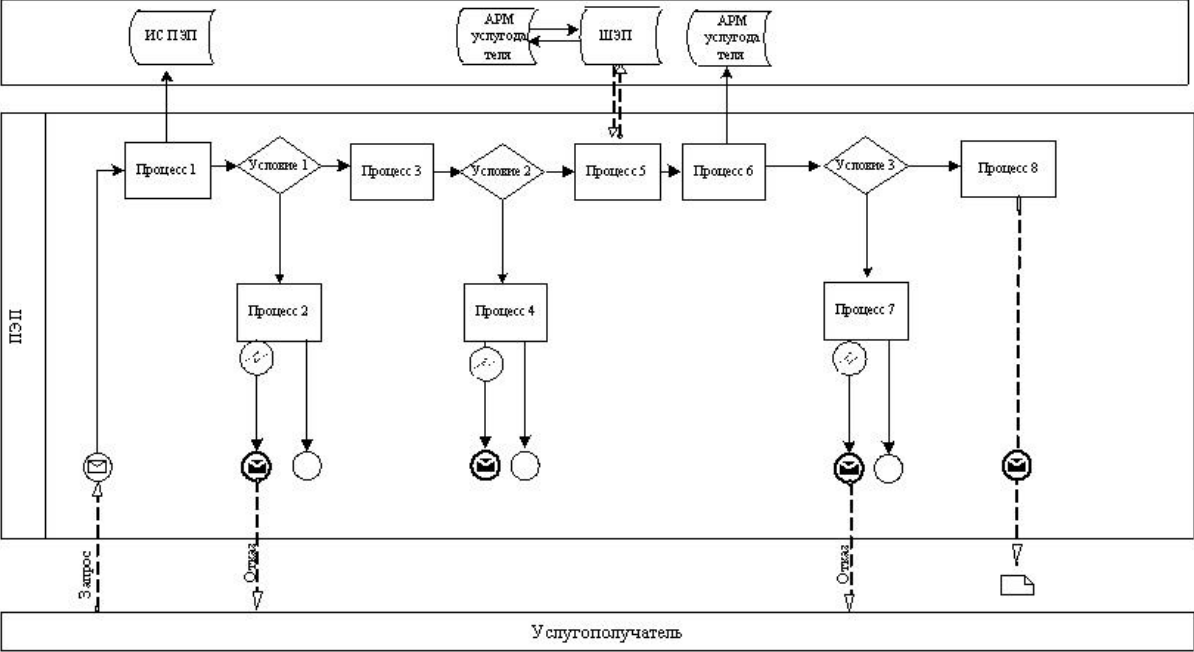 ИС ПЭП
АРМ
услугода
теля
ШЭП
АРМ
услугода
теля
Процесс 1
Условие 1
Процесс 3
Условие 2
Процесс 5
Процесс 6
Условие 3
Процесс 8
Процесс 2
Процесс 4
Процесс 7
ПЭП
Запрос
Отказ
Отказ
Услугополучатель